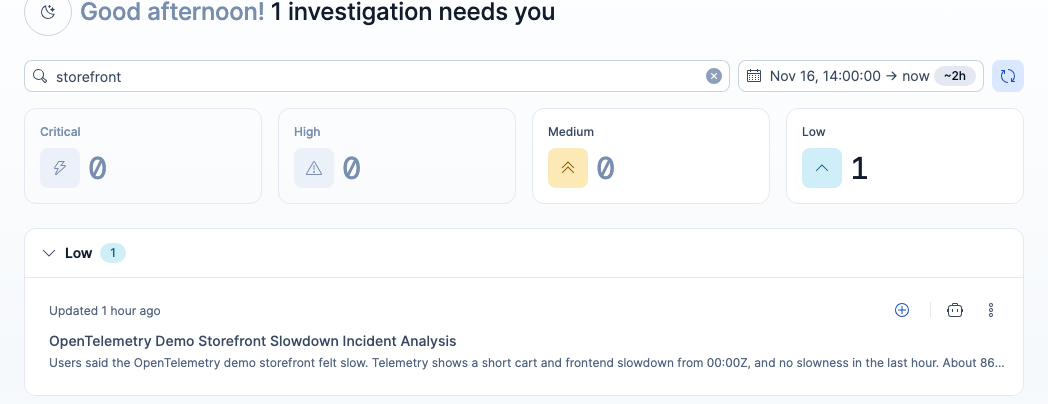 Good afternoon! 1 investigation needs you
storefront
Nov 16, 14:00:00 → now ~2h
Critical
0
High
0
Medium
0
Low
1
Low 1
Updated 1 hour ago
OpenTelemetry Demo Storefront Slowdown Incident Analysis
Users said the OpenTelemetry demo storefront felt slow. Telemetry shows a short cart and frontend slowdown from 00:00Z, and no slowness in the last hour. About 86...